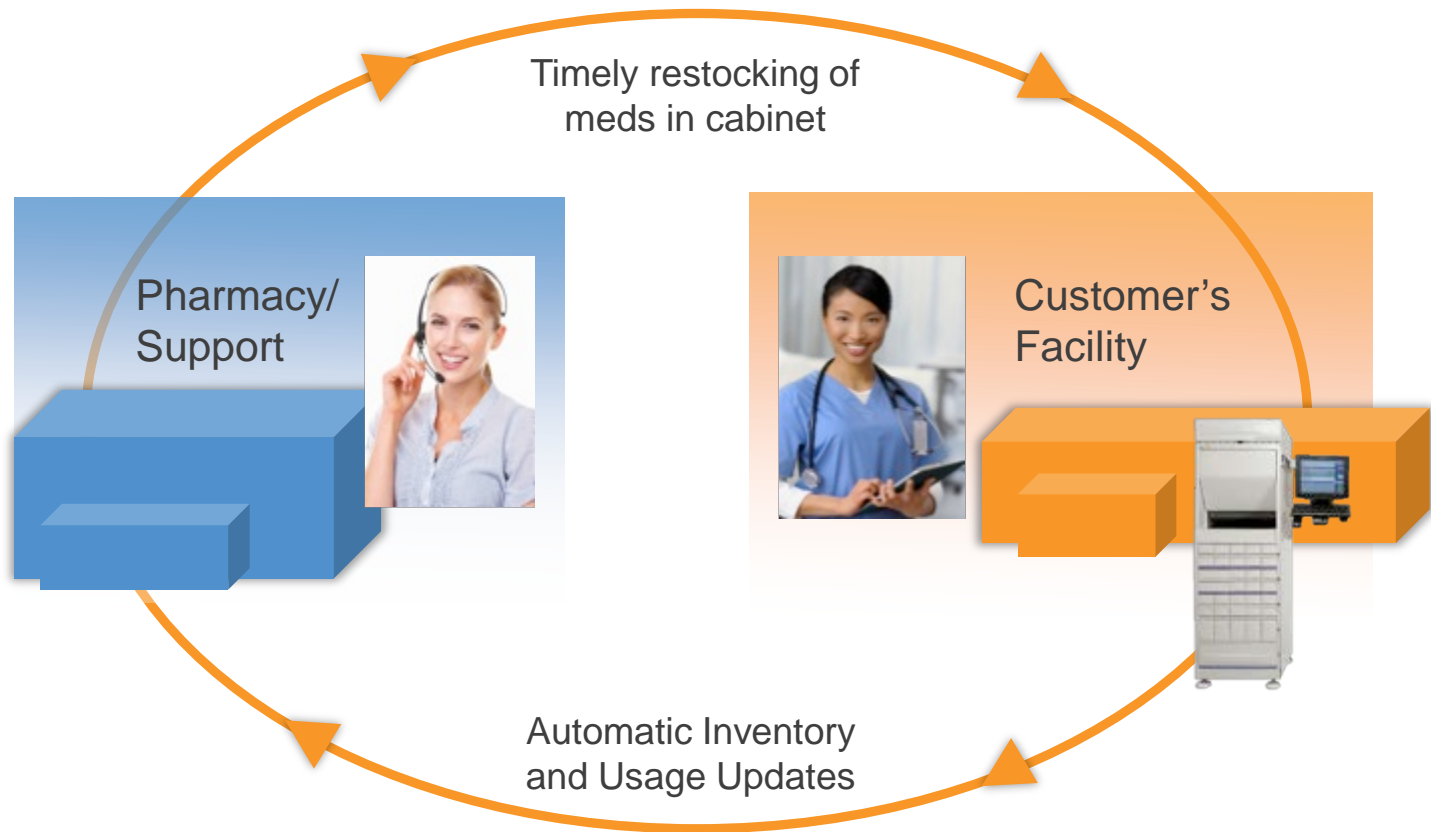 Timely restocking of
meds in cabinet
Pharmacy/
Support
Customer’s
Facility
Automatic Inventory
and Usage Updates